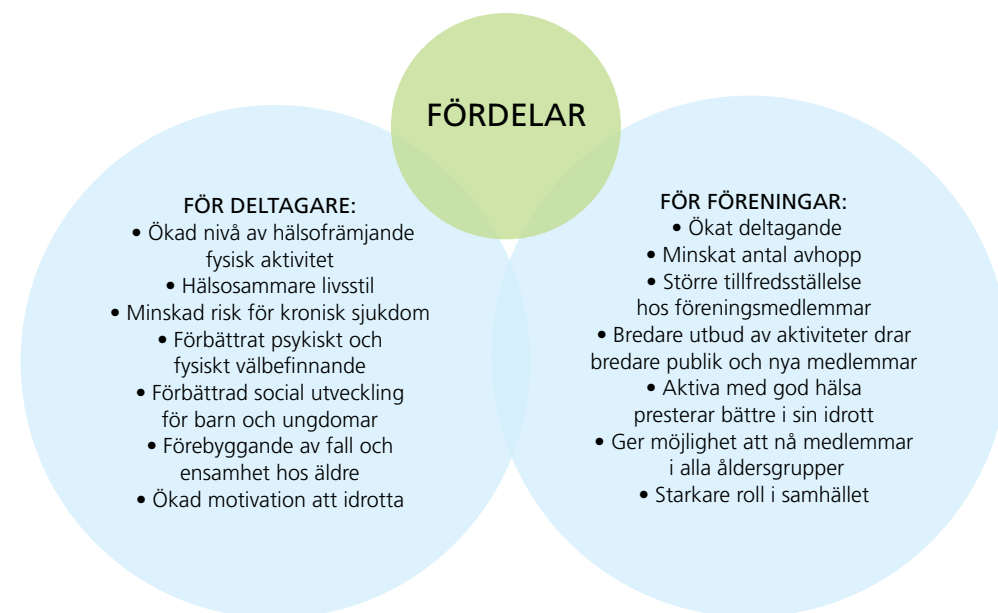 FÖRDELAR
FÖR DELTAGARE:
• Ökad nivå av hälsofrämjande
fysisk aktivitet
• Hälsosammare livsstil
• Minskad risk för kronisk sjukdom
• Förbättrat psykiskt och
fysiskt välbefinnande
• Förbättrad social utveckling
för barn och ungdomar
• Förebyggande av fall och
ensamhet hos äldre
• Ökad motivation att idrotta
FÖR FÖRENINGAR:
• Ökat deltagande
• Minskat antal avhopp
• Större tillfredsställelse
hos föreningsmedlemmar
• Bredare utbud av aktiviteter drar
bredare publik och nya medlemmar
• Aktiva med god hälsa
presterar bättre i sin idrott
• Ger möjlighet att nå medlemmar
i alla åldersgrupper
• Starkare roll i samhället